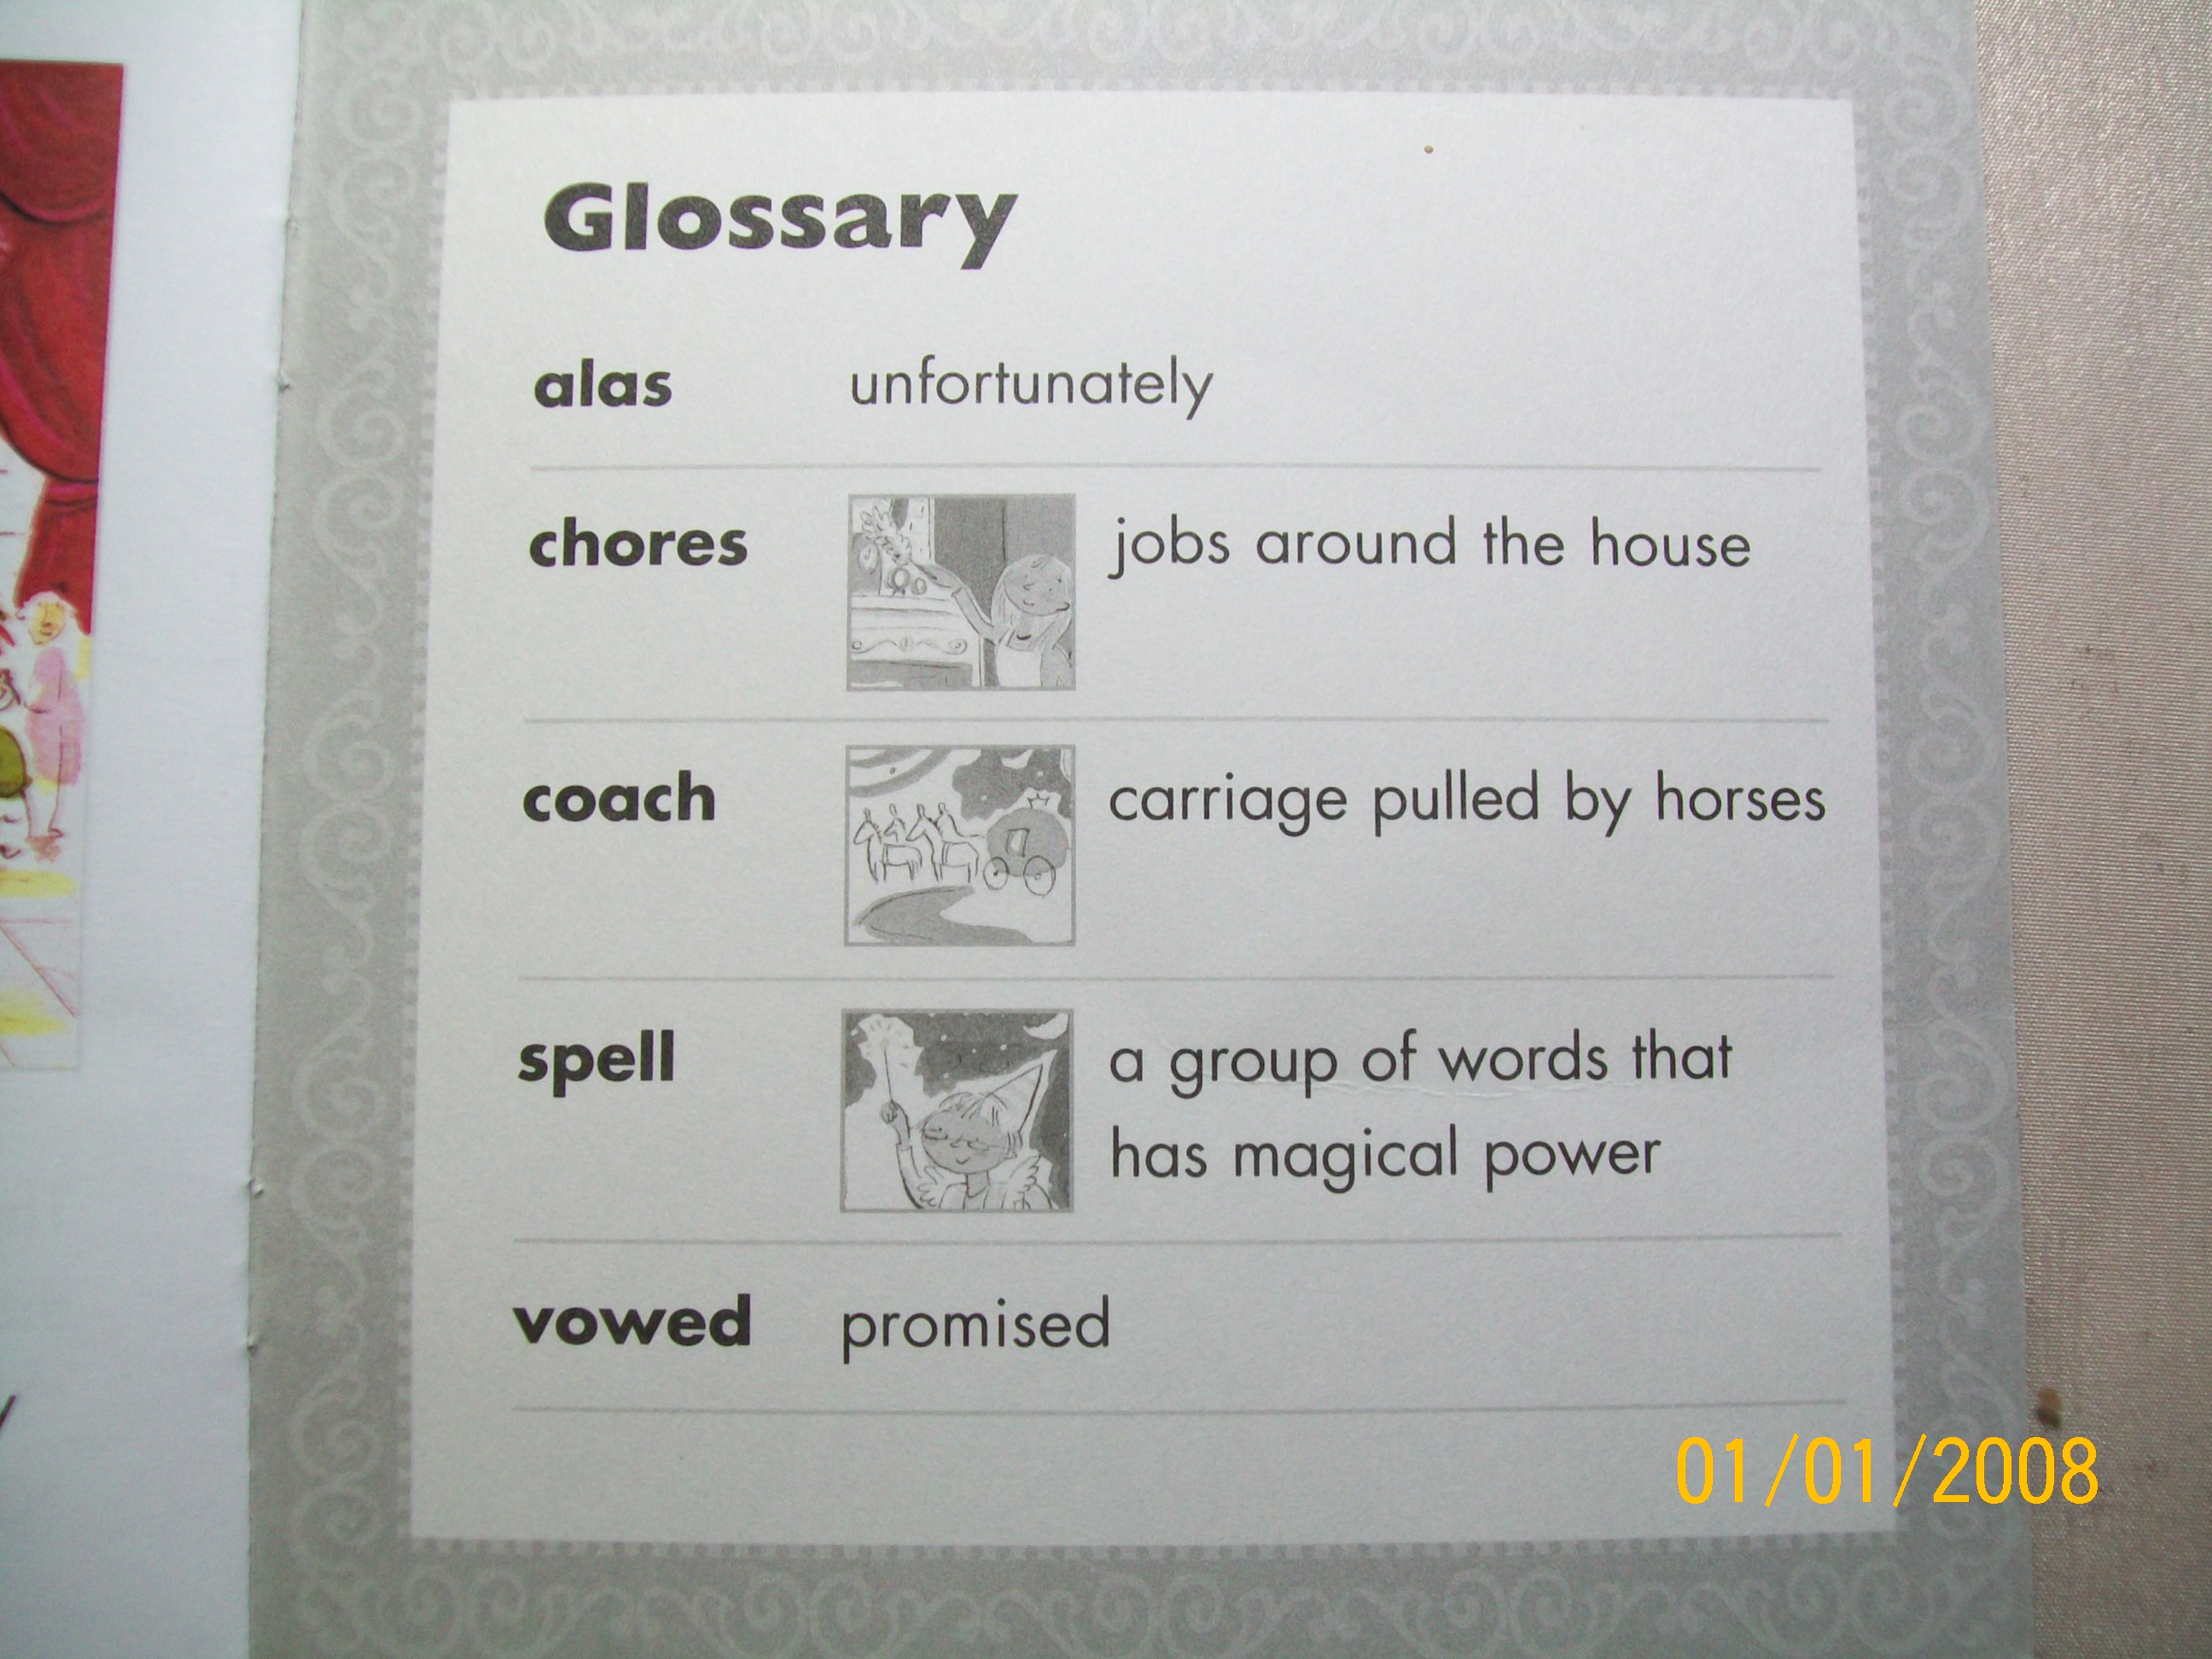 Glossary
alas unfortunately
chores jobs around the house
coach carriage pulled by horses
spell a group of words that
has magical power
vowed promised
01/01/2008